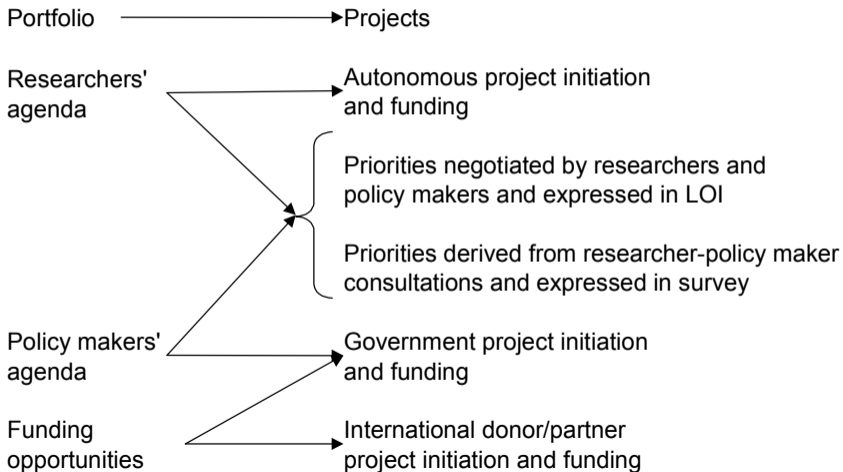 Portfolio
Projects
Researchers'
agenda
Autonomous project initiation
and funding
Priorities negotiated by researchers and
policy makers and expressed in LOI
Priorities derived from researcher-policy maker
consultations and expressed in survey
Policy makers'
agenda
Government project initiation
and funding
Funding
opportunities
International donor/partner
project initiation and funding